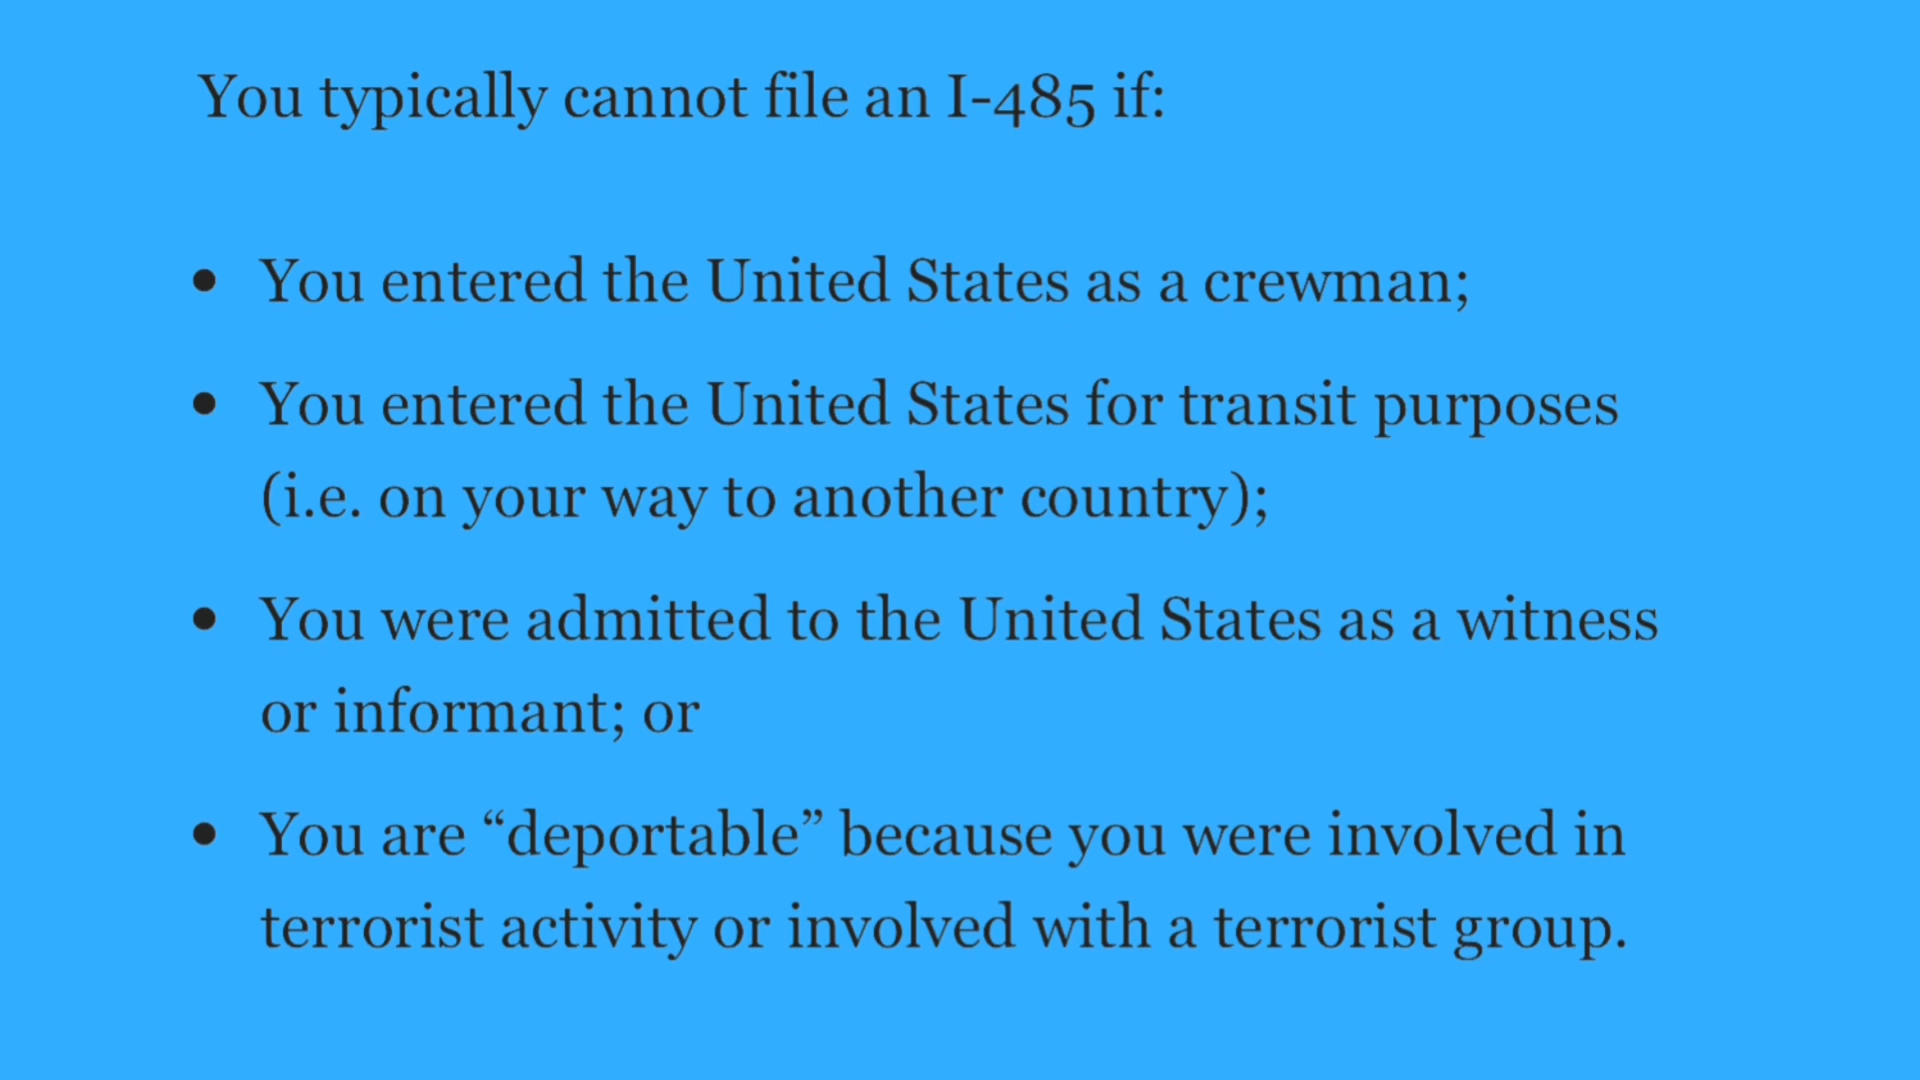 You typically cannot file an I-485 if:
• You entered the United States as a crewman;
• You entered the United States for transit purposes
(i.e. on your way to another country);
• You were admitted to the United States as a witness
or informant; or
• You are “deportable” because you were involved in
terrorist activity or involved with a terrorist group.